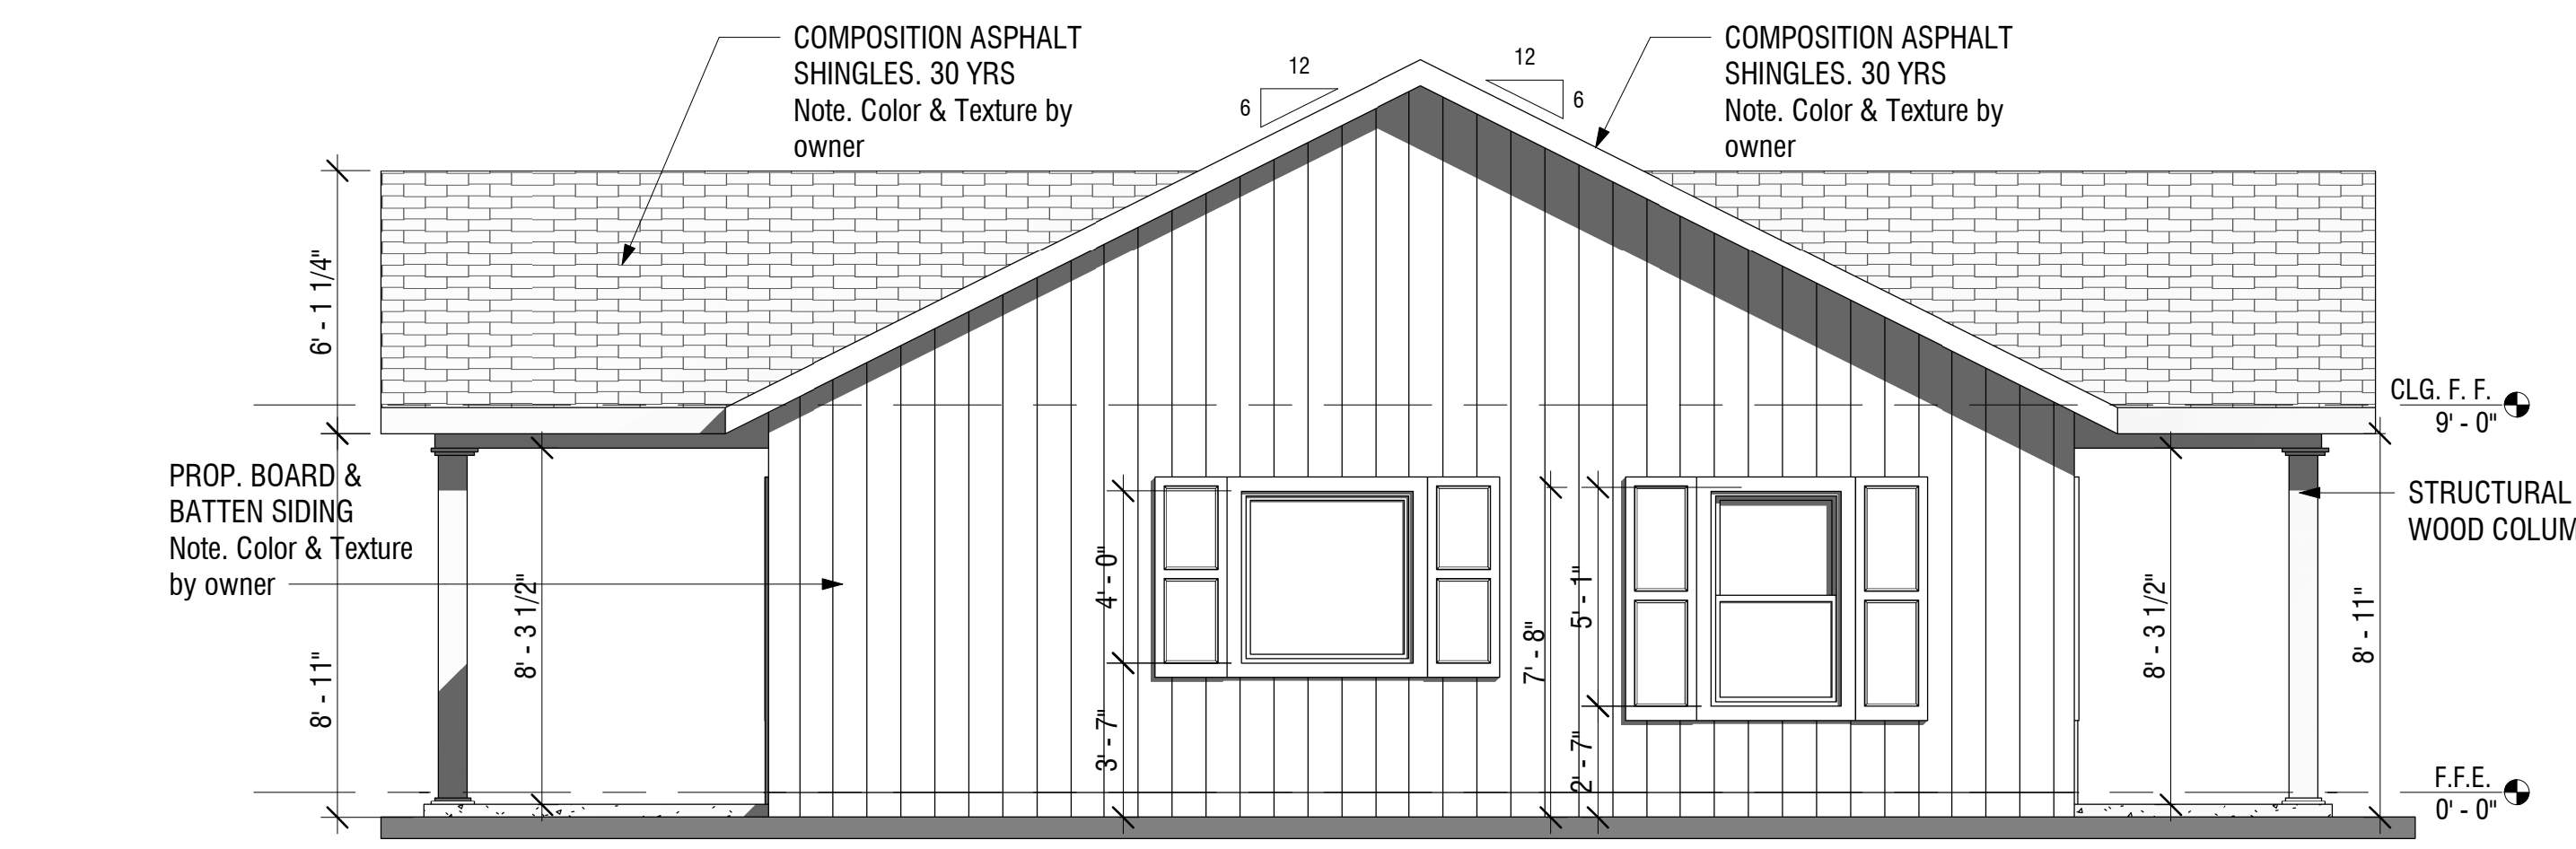 COMPOSITION ASPHALT
SHINGLES. 30 YRS
Note. Color & Texture by
owner
12
6
12
6
COMPOSITION ASPHALT
SHINGLES. 30 YRS
Note. Color & Texture by
owner
6' - 1 1/4"
CLG. F. F.
9' - 0"
PROP. BOARD &
BATTEN SIDING
Note. Color & Texture
by owner
STRUCTURAL
WOOD COLUM
8' - 11"
8' - 3 1/2"
4' - 0"
3' - 7"
7' - 8"
5' - 1"
2' - 7"
8' - 3 1/2"
8' - 11"
F.F.E.
0' - 0"